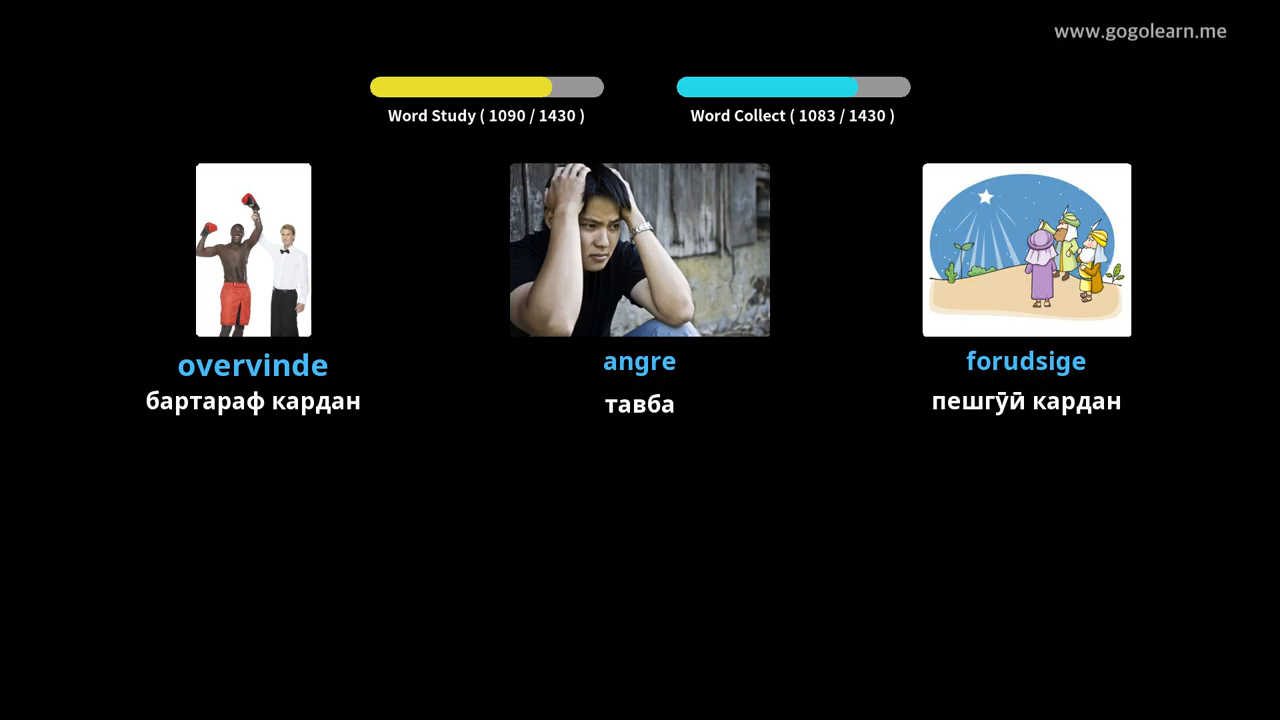 www.gogolearn.me
Word Study ( 1090 / 1430 )
Word Collect ( 1083 / 1430 )
overvinde
angre
forudsige
бартараф кардан
тавба
пешгӯӣ кардан